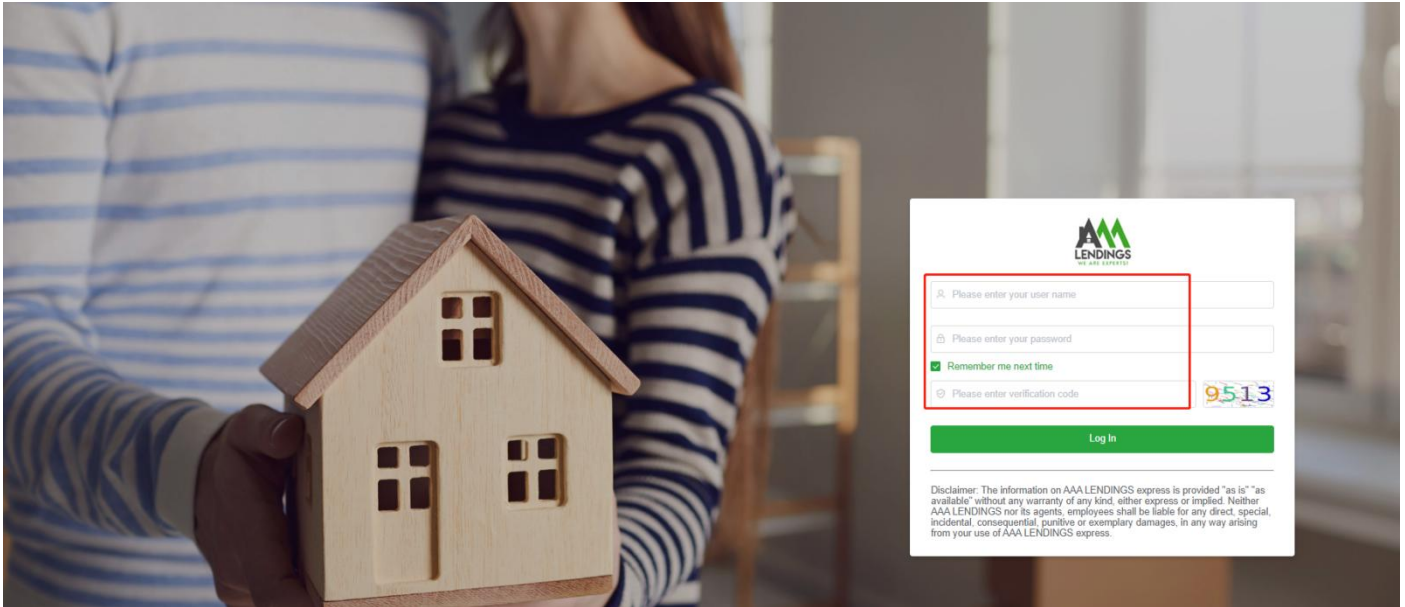 AAA
LENDINGS
WE ARE EXPERTS!
Please enter your user name
Please enter your password
Remember me next time
Please enter verification code
9513
Log In
Disclaimer: The information on AAA LENDINGS express is provided "as is" "as
available" without any warranty of any kind, either express or implied. Neither
AAA LENDINGS nor its agents, employees shall be liable for any direct, special,
incidental, consequential, punitive or exemplary damages, in any way arising
from your use of AAA LENDINGS express.